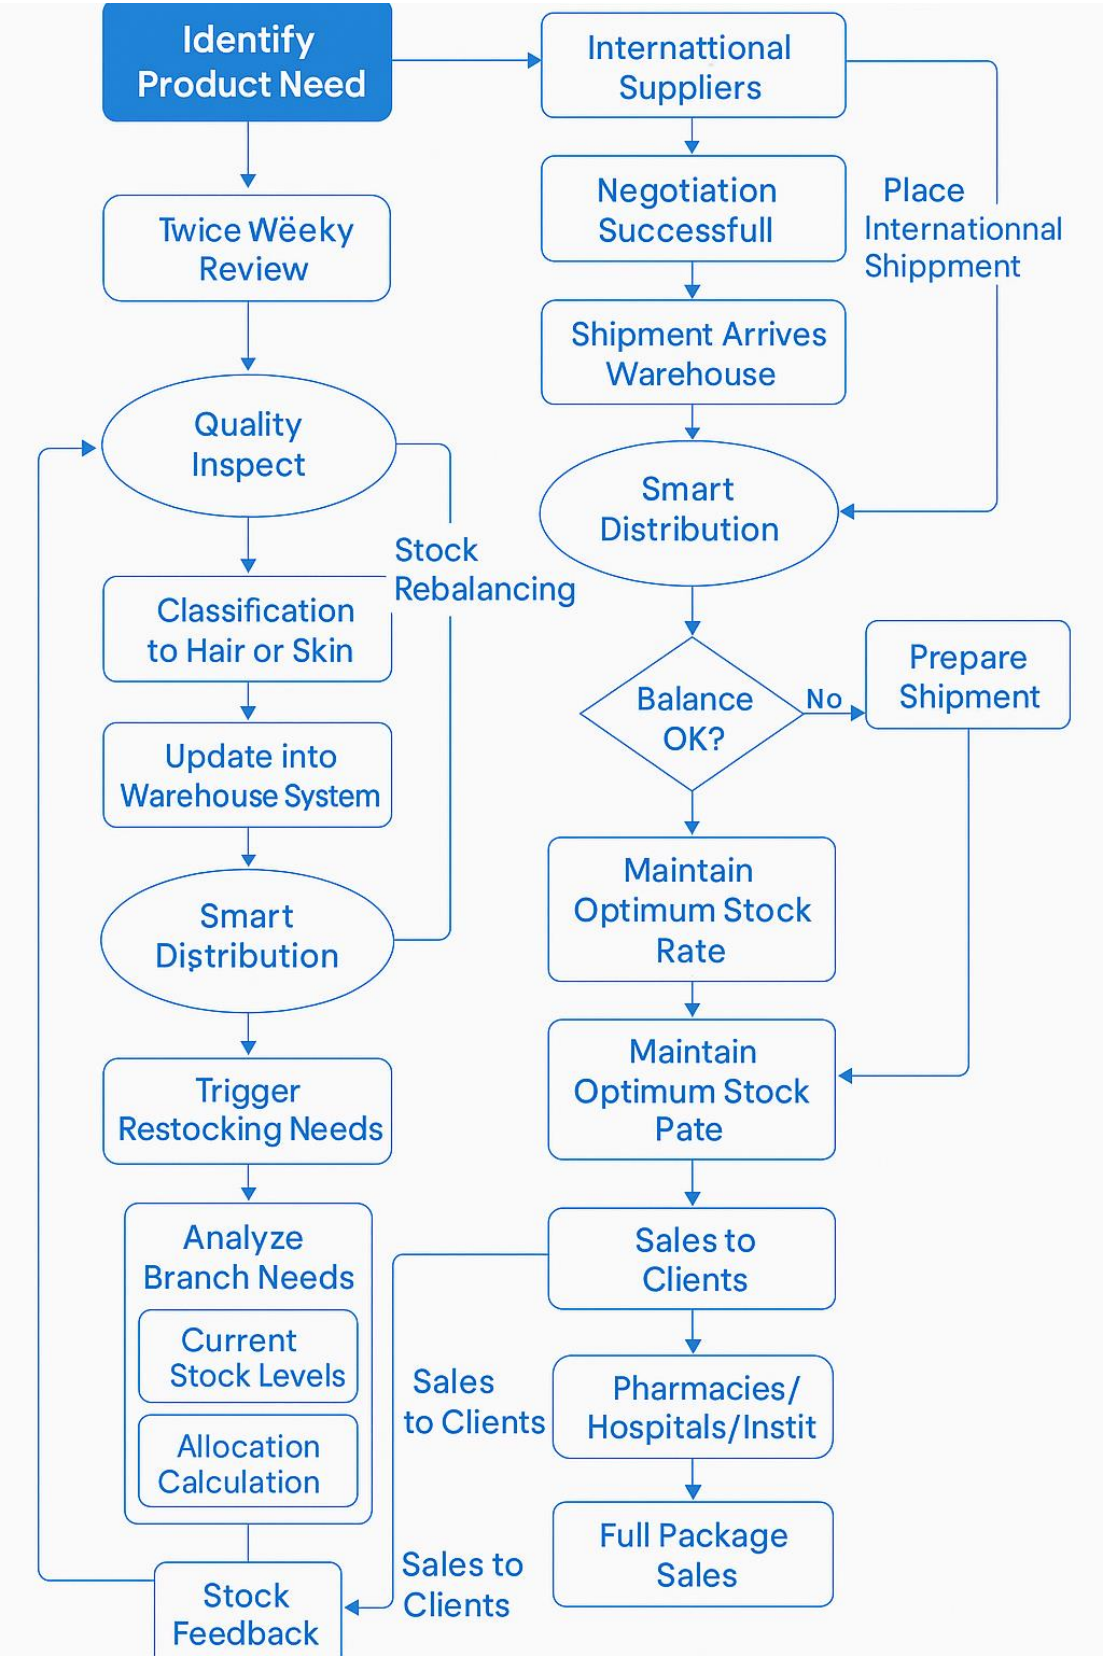 Identify
Product Need
Twice Wëeky
Review
Quality
Inspect
Stock
Rebalancing
Classification
to Hair or Skin
Update into
Warehouse System
Smart
Distribution
Trigger
Restocking Needs
Analyze
Branch Needs
Current
Stock Levels
Allocation
Calculation
Stock
Feedback
Internattional
Suppliers
Place
Internationnal
Shippment
Negotiation
Successfull
Shipment Arrives
Warehouse
Smart
Distribution
Balance
OK?
No
Prepare
Shipment
Maintain
Optimum Stock
Rate
Maintain
Optimum Stock
Pate
Sales to
Clients
Sales
to Clients
Pharmacies/
Hospitals/Instit
Full Package
Sales
Sales to
Clients